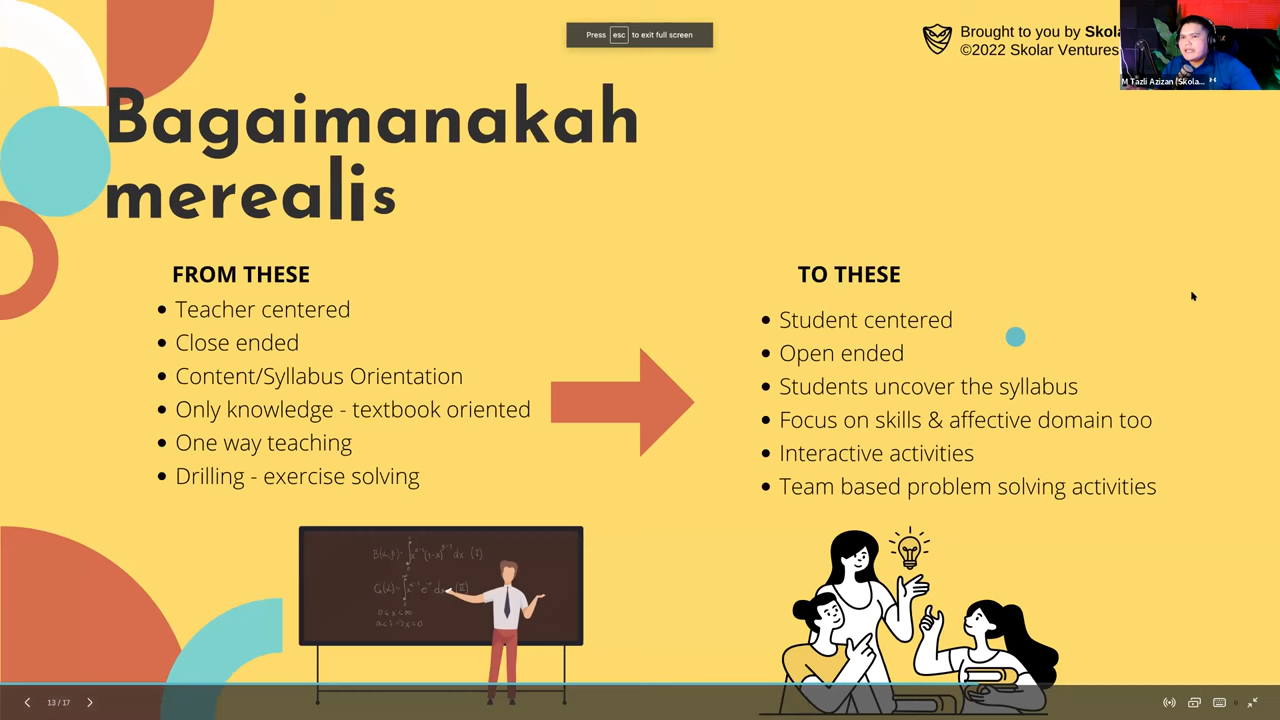 Press esc to exit full screen
Brought to you by Skola
©2022 Skolar Ventures
M Tazli Azizan (Skola...
Bagaimanakah
merealis
FROM THESE
• Teacher centered
• Close ended
• Content/Syllabus Orientation
• Only knowledge - textbook oriented
• One way teaching
• Drilling - exercise solving
TO THESE
• Student centered
• Open ended
• Students uncover the syllabus
• Focus on skills & affective domain too
• Interactive activities
• Team based problem solving activities
13 / 17